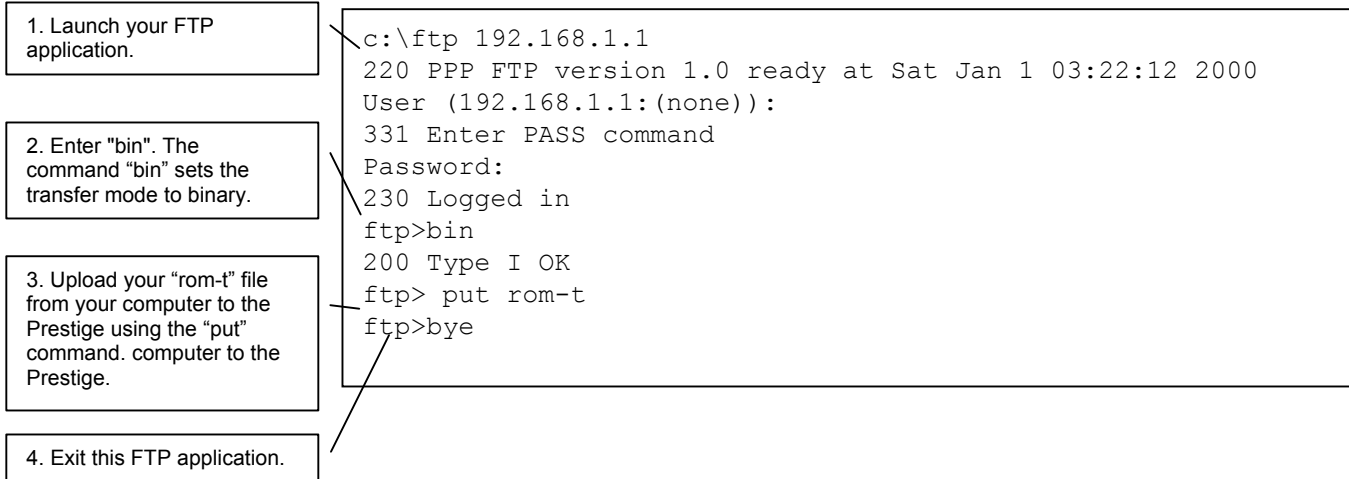 1. Launch your FTP
application.
2. Enter "bin". The
command “bin” sets the
transfer mode to binary.
3. Upload your “rom-t” file
from your computer to the
Prestige using the “put”
command. computer to the
Prestige.
4. Exit this FTP application.
c:\ftp 192.168.1.1
220 PPP FTP version 1.0 ready at Sat Jan 1 03:22:12 2000
User (192.168.1.1:(none)):
331 Enter PASS command
Password:
230 Logged in
ftp>bin
200 Type I OK
ftp> put rom-t
ftp>bye